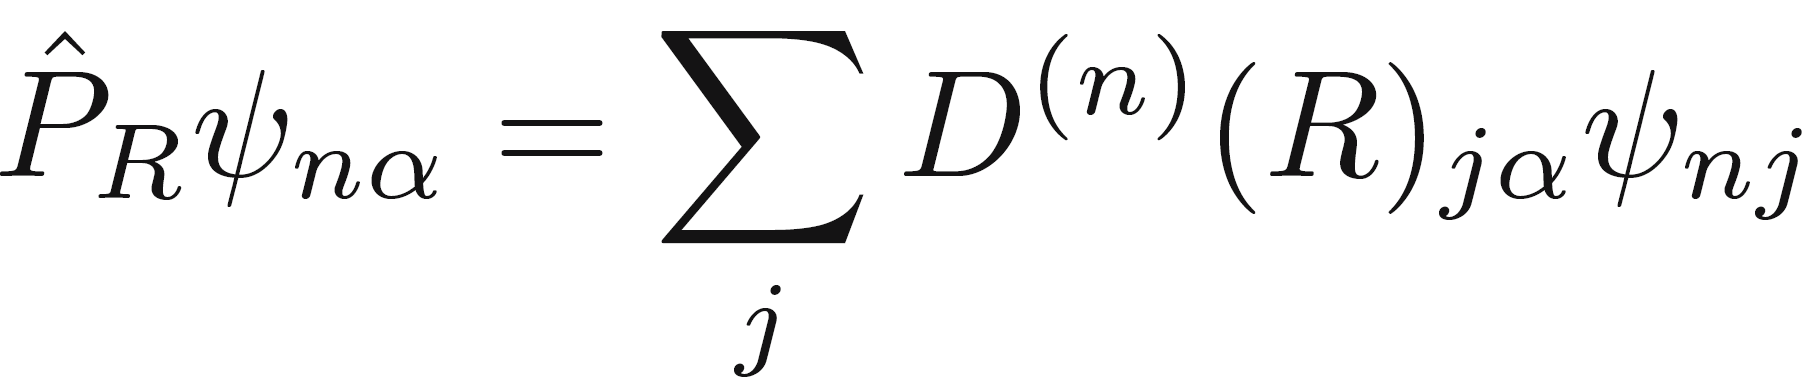 $\hat{P}_R \psi_{n\alpha} = \sum_j D^{(n)}(R)_{j\alpha} \psi_{nj}$